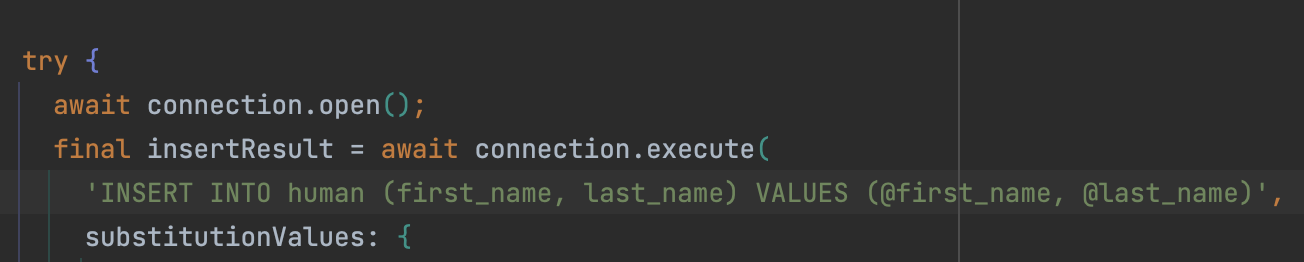 try {
await connection.open();
final insertResult = await connection.execute(
'INSERT INTO human (first_name, last_name) VALUES (@first_name, @last_name)',
substitutionValues: {